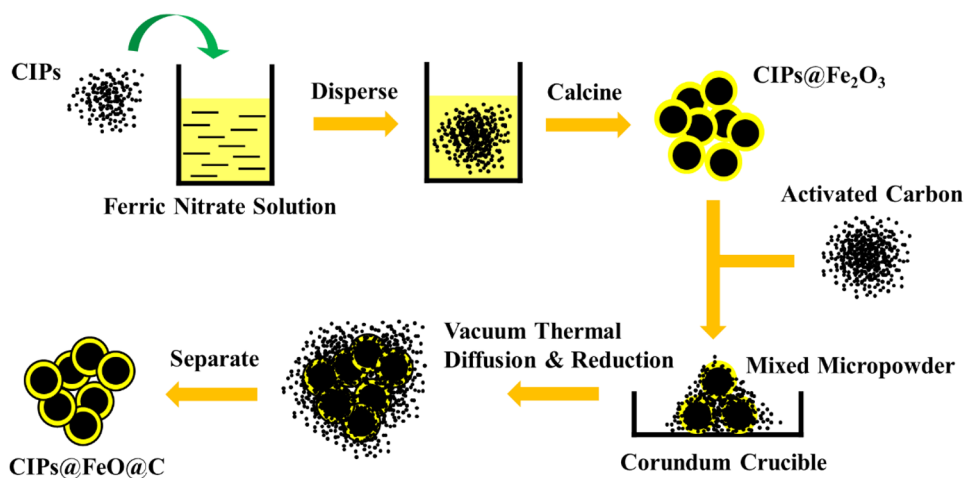 CIPs
Ferric Nitrate Solution
Disperse
Calcine
CIPs@Fe₂O₃
Activated Carbon
Mixed Micropowder
Corundum Crucible
Vacuum Thermal
Diffusion & Reduction
Separate
CIPs@FeO@C